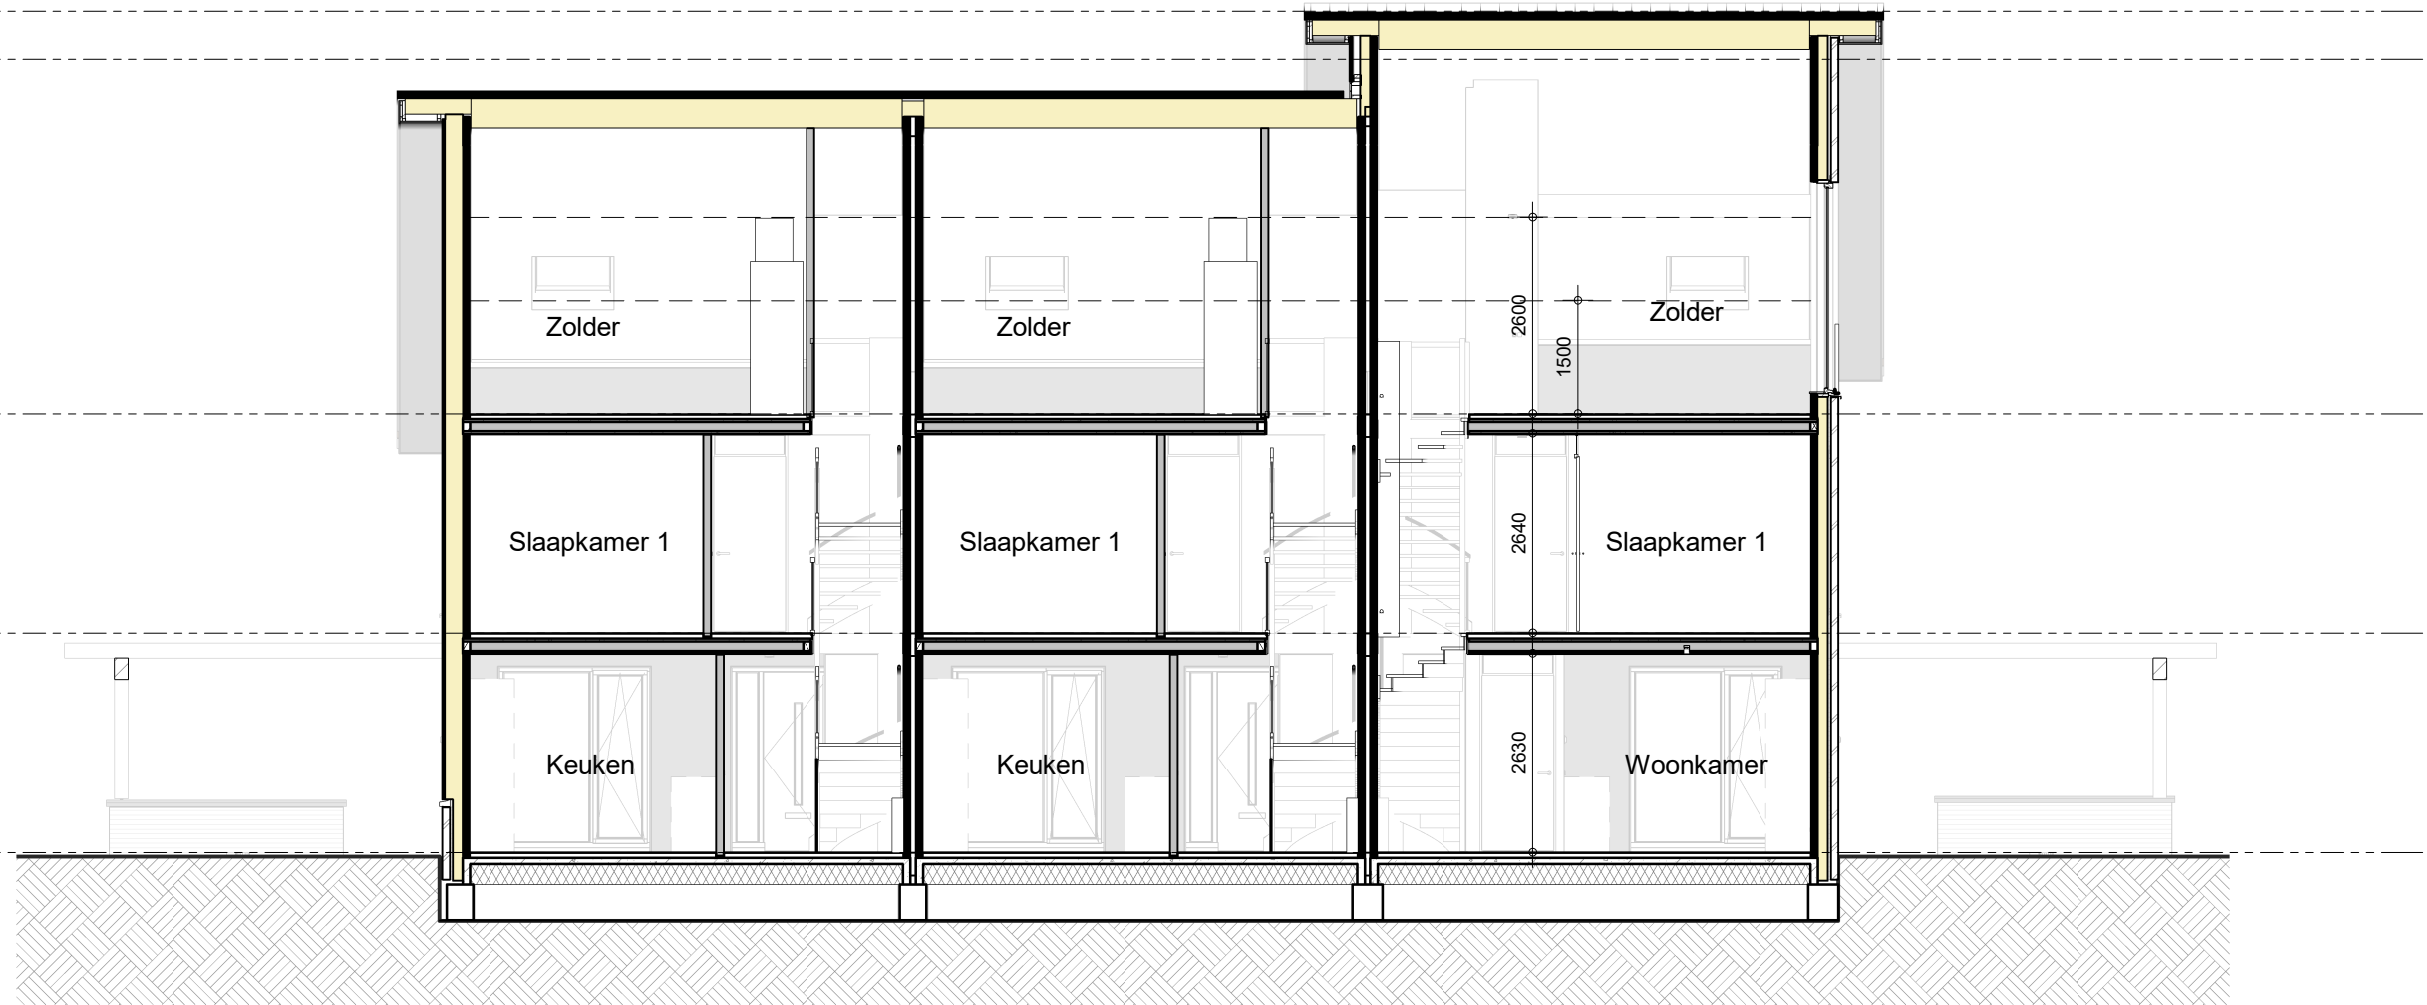 Zolder
Zolder
Zolder
2600
1500
Slaapkamer 1
Slaapkamer 1
2640
Slaapkamer 1
Keuken
Keuken
2630
Woonkamer